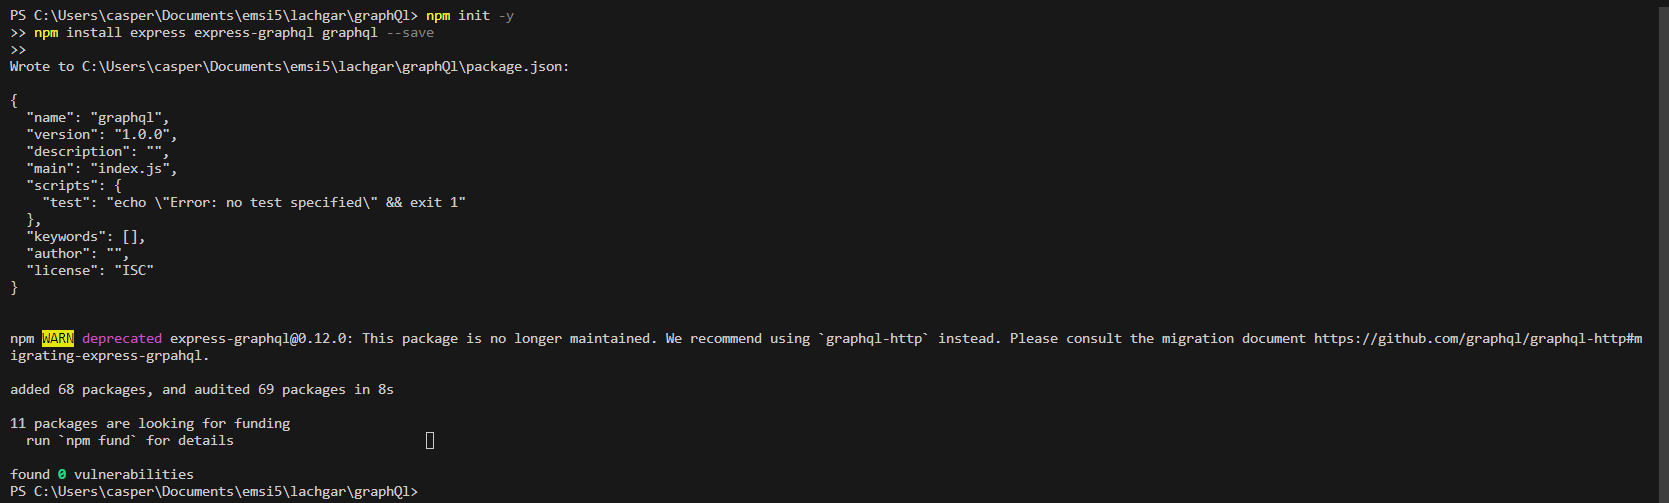 PS C:\Users\casper\Documents\emsi5\lachgar\graphQl> npm init -y
>> npm install express express-graphql graphql --save
>>
Wrote to C:\Users\casper\Documents\emsi5\lachgar\graphQl\package.json:
{
  "name": "graphql",
  "version": "1.0.0",
  "description": "",
  "main": "index.js",
  "scripts": {
    "test": "echo \"Error: no test specified\" && exit 1"
  },
  "keywords": [],
  "author": "",
  "license": "ISC"
}
npm WARN deprecated express-graphql@0.12.0: This package is no longer maintained. We recommend using `graphql-http` instead. Please consult the migration document https://github.com/graphql/graphql-http#m
igrating-express-grpahql.
added 68 packages, and audited 69 packages in 8s
11 packages are looking for funding
  run `npm fund` for details
found 0 vulnerabilities
PS C:\Users\casper\Documents\emsi5\lachgar\graphQl>